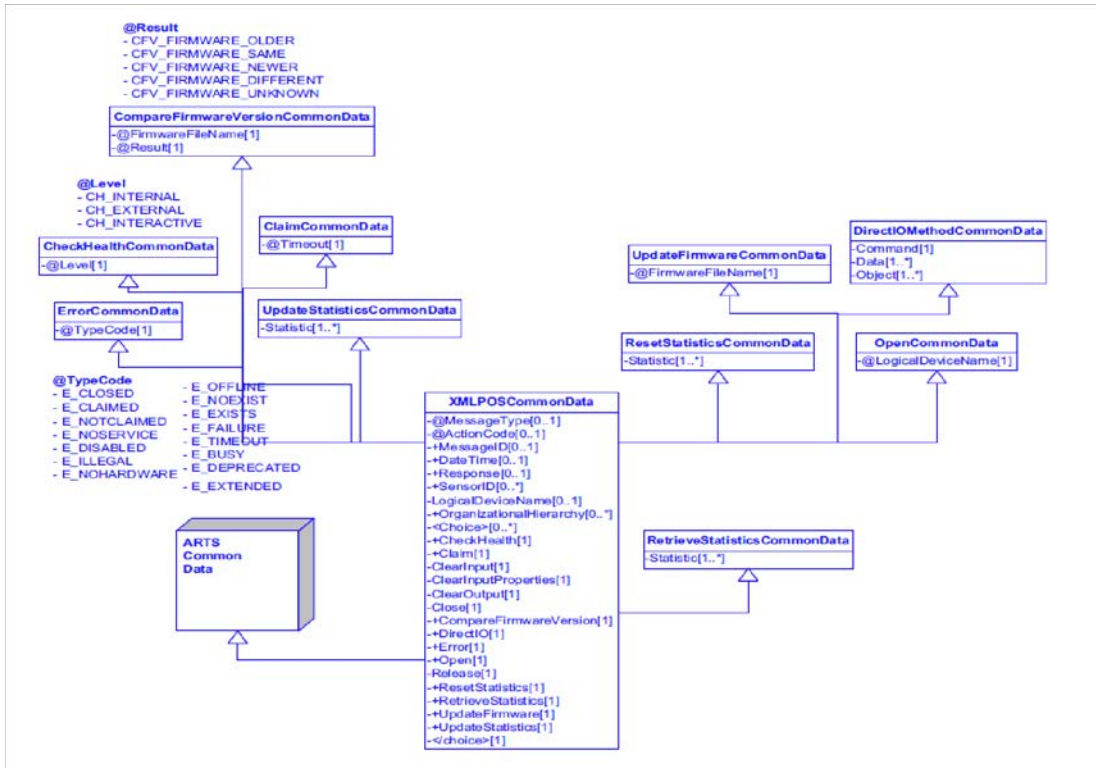 @Result
- CFV_FIRMWARE_OLDER
- CFV_FIRMWARE_SAME
- CFV_FIRMWARE_NEWER
- CFV_FIRMWARE_DIFFERENT
- CFV_FIRMWARE_UNKNOWN
CompareFirmwareVersionCommonData
-@FirmwareFileName[1]
-@Result[1]
@Level
- CH_INTERNAL
- CH_EXTERNAL
- CH_INTERACTIVE
CheckHealthCommonData
-@Level[1]
ClaimCommonData
-@Timeout[1]
ErrorCommonData
-@TypeCode[1]
UpdateStatisticsCommonData
-Statistic[1..*]
@TypeCode
- E_CLOSED
- E_CLAIMED
- E_NOTCLAIMED
- E_NOSERVICE
- E_DISABLED
- E_ILLEGAL
- E_NOHARDWARE
- E_OFFLINE
- E_NOEXIST
- E_EXISTS
- E_FAILURE
- E_TIMEOUT
- E_BUSY
- E_DEPRECATED
- E_EXTENDED
UpdateFirmwareCommonData
-@FirmwareFileName[1]
DirectIOMethodCommonData
-Command[1]
-Data[1..*]
-Object[1..*]
ResetStatisticsCommonData
-Statistic[1..*]
OpenCommonData
-@LogicalDeviceName[1]
XMLPOSCommonData
-@MessageType[0..1]
-@ActionCode[0..1]
-+MessageID[0..1]
-+DateTime[0..1]
-+Response[0..1]
-+SensorID[0..*]
-LogicalDeviceName[0..1]
-+OrganizationalHierarchy[0..*]
-<Choice>[0..*]
-+CheckHealth[1]
-+Claim[1]
-ClearInput[1]
-ClearInputProperties[1]
-ClearOutput[1]
-Close[1]
-+CompareFirmwareVersion[1]
-+DirectIO[1]
-+Error[1]
-+Open[1]
-Release[1]
-+ResetStatistics[1]
-+RetrieveStatistics[1]
-+UpdateFirmware[1]
-+UpdateStatistics[1]
-</choice>[1]
ARTS
Common
Data
RetrieveStatisticsCommonData
-Statistic[1..*]